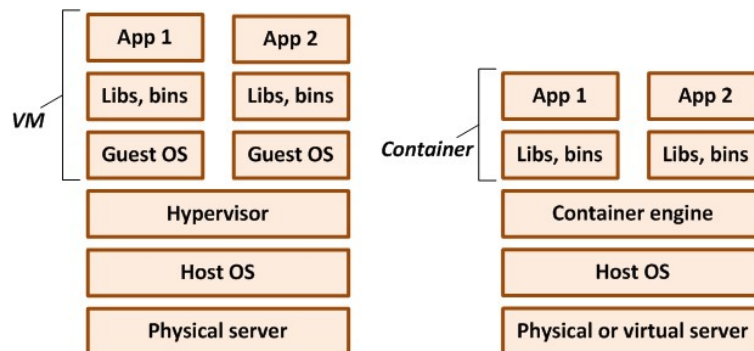 App 1
App 2
Libs, bins
Libs, bins
VM
Guest OS
Guest OS
Hypervisor
Host OS
Physical server
App 1
App 2
Container
Libs, bins
Libs, bins
Container engine
Host OS
Physical or virtual server